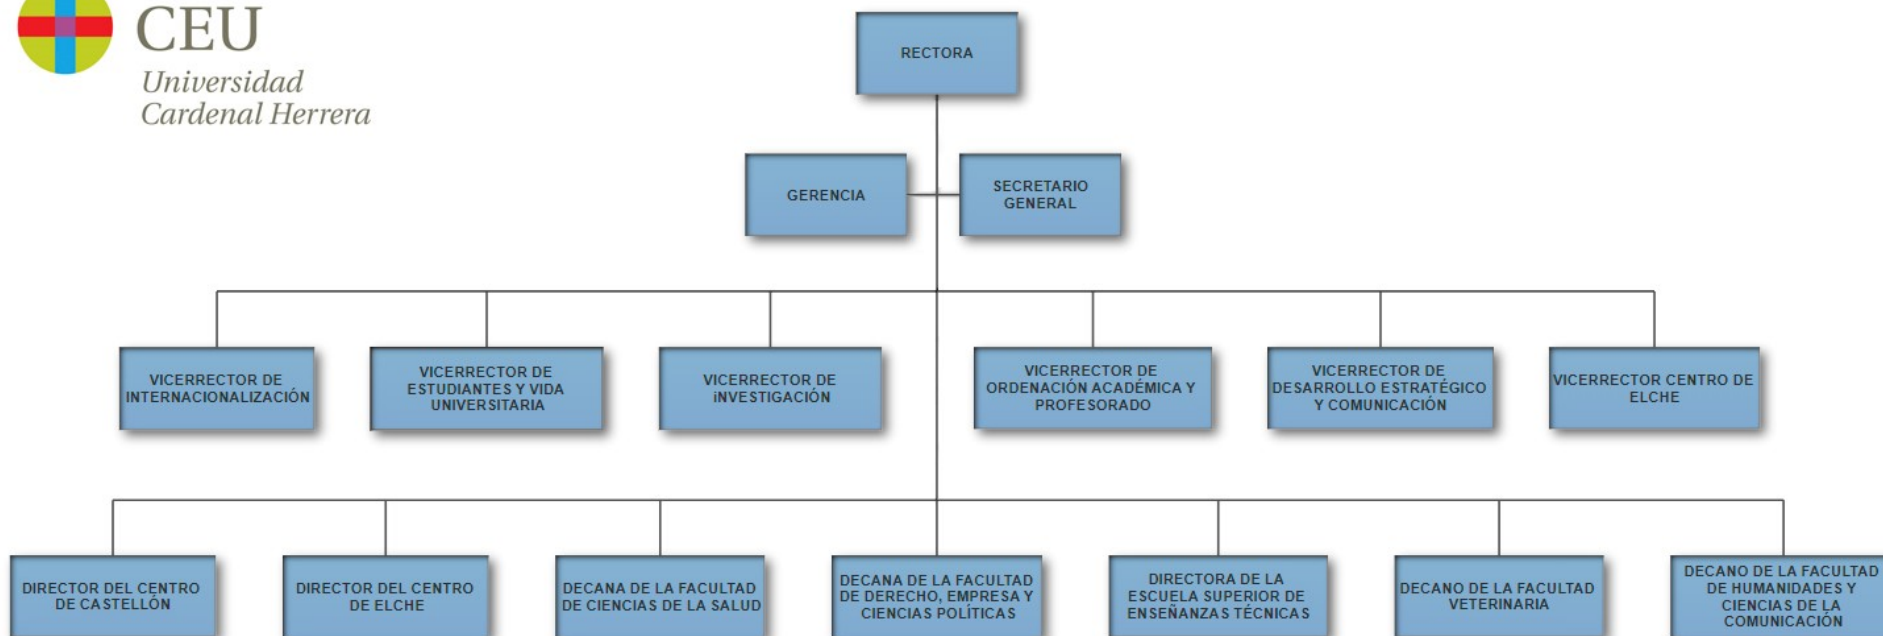 CEU
Universidad
Cardenal Herrera
RECTORA
GERENCIA
SECRETARIO
GENERAL
VICERRECTOR DE
INTERNACIONALIZACIÓN
VICERRECTOR DE
ESTUDIANTES Y VIDA
UNIVERSITARIA
VICERRECTOR DE
iNVESTIGACIÓN
VICERRECTOR DE
ORDENACIÓN ACADÉMICA Y
PROFESORADO
VICERRECTOR DE
DESARROLLO ESTRATÉGICO
Y COMUNICACIÓN
VICERRECTOR CENTRO DE
ELCHE
DIRECTOR DEL CENTRO
DE CASTELLÓN
DIRECTOR DEL CENTRO
DE ELCHE
DECANA DE LA FACULTAD
DE CIENCIAS DE LA SALUD
DECANA DE LA FACULTAD
DE DERECHO, EMPRESA Y
CIENCIAS POLÍTICAS
DIRECTORA DE LA
ESCUELA SUPERIOR DE
ENSEÑANZAS TÉCNICAS
DECANO DE LA FACULTAD
VETERINARIA
DECANO DE LA FACULTAD
DE HUMANIDADES Y
CIENCIAS DE LA
COMUNICACIÓN